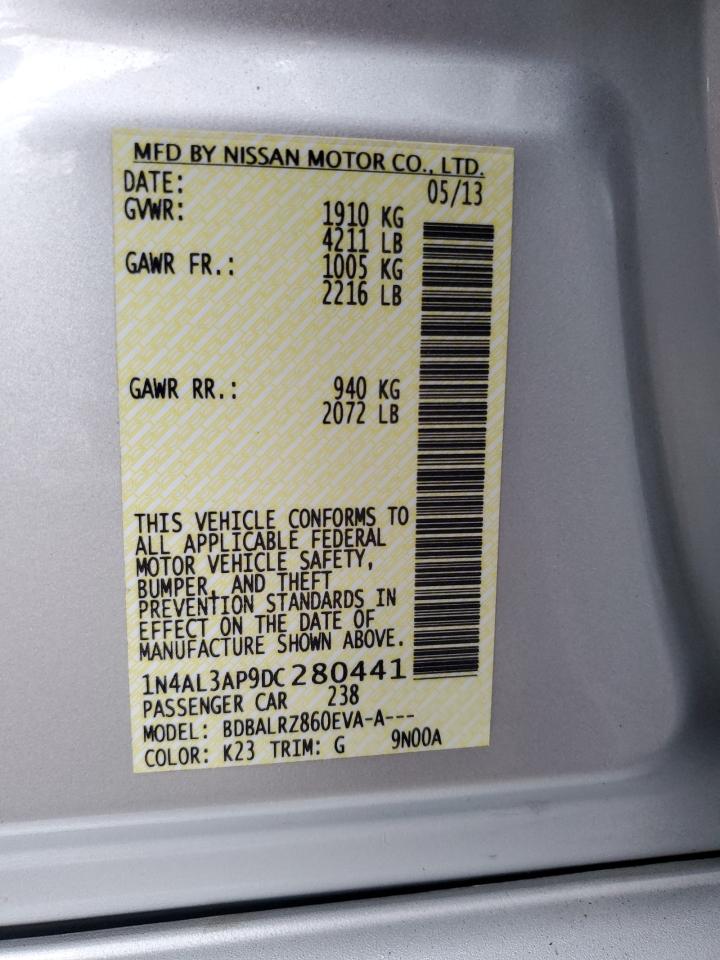 MFD BY NISSAN MOTOR CO., LTD.
DATE: 05/13
GVWR: 1910 KG
4211 LB
GAWR FR.: 1005 KG
2216 LB
GAWR RR.: 940 KG
2072 LB
THIS VEHICLE CONFORMS TO
ALL APPLICABLE FEDERAL
MOTOR VEHICLE SAFETY,
BUMPER, AND THEFT
PREVENTION STANDARDS IN
EFFECT ON THE DATE OF
MANUFACTURE SHOWN ABOVE.
1N4AL3AP9DC280441
PASSENGER CAR 238
MODEL: BDBALRZ860EVA-A---
COLOR: K23 TRIM: G 9N00A